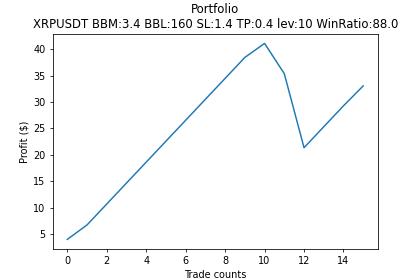 Portfolio
XRPUSDT BBM:3.4 BBL:160 SL:1.4 TP:0.4 lev:10 WinRatio:88.0
40
35
30
25
20
15
10
5
Profit ($)
0 2 4 6 8 10 12 14
Trade counts